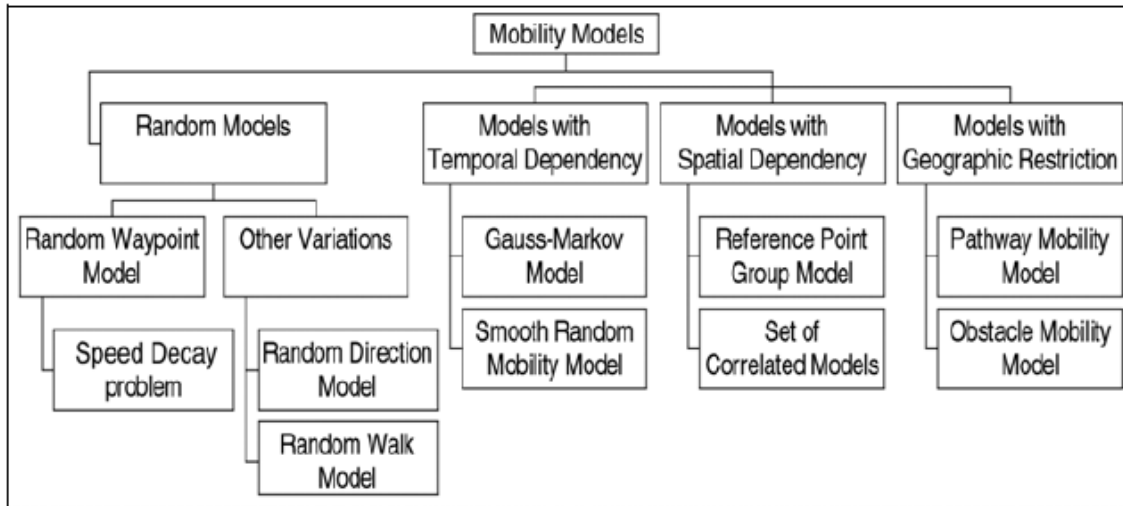 Mobility Models
Random Models
Models with
Temporal Dependency
Models with
Spatial Dependency
Models with
Geographic Restriction
Random Waypoint
Model
Other Variations
Gauss-Markov
Model
Reference Point
Group Model
Pathway Mobility
Model
Speed Decay
problem
Random Direction
Model
Smooth Random
Mobility Model
Set of
Correlated Models
Obstacle Mobility
Model
Random Walk
Model